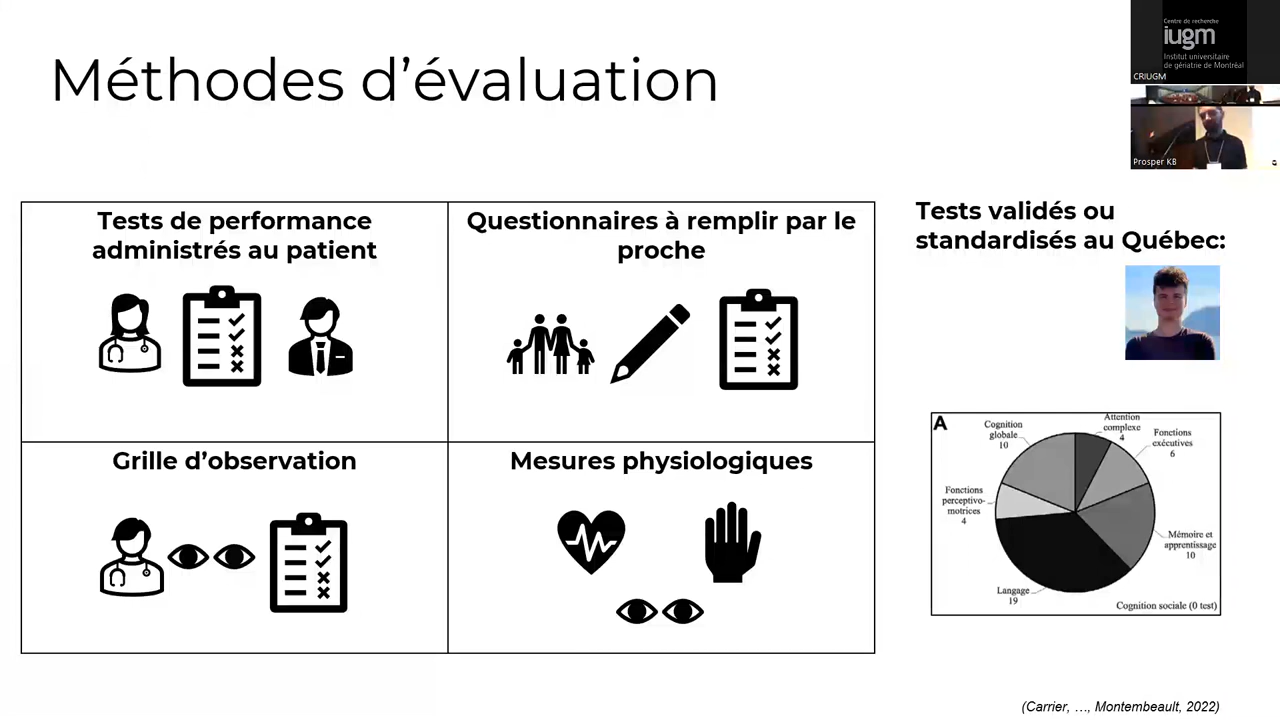 Méthodes d’évaluation
Centre de recherche
iugm
Institut universitaire
de gériatrie de Montréal
CRIUGM
Prosper KB
Tests de performance
administrés au patient
Questionnaires à remplir par le
proche
Grille d’observation
Mesures physiologiques
Tests validés ou
standardisés au Québec:
A
Cognition
globale
10
Attention
complexe
4
Fonctions
exécutives
6
Fonctions
perceptivo-
motrices
4
Mémoire et
apprentissage
10
Langage
19
Cognition sociale (0 test)
(Carrier, …, Montembeault, 2022)